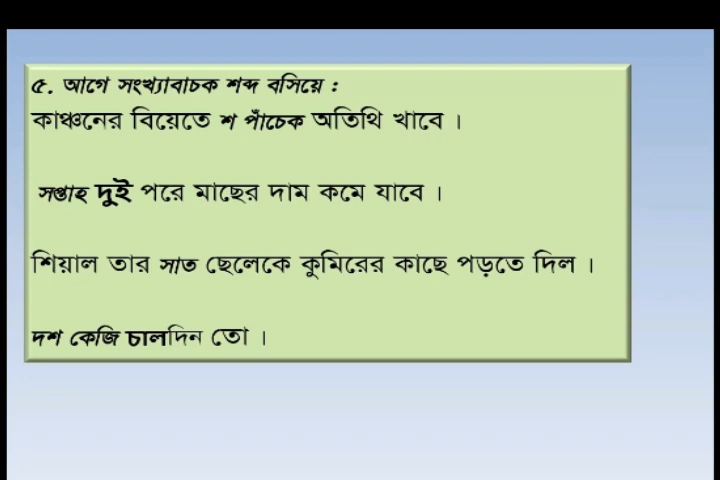 ৫. আগে সংখ্যাবাচক শব্দ বসিয়ে :
কাঞ্চনের বিয়েতে শ পাঁচেক অতিথি খাবে ।
সপ্তাহ দুই পরে মাছের দাম কমে যাবে ।
শিয়াল তার সাত ছেলেকে কুমিরের কাছে পড়তে দিল ।
দশ কেজি চালদিন তো ।